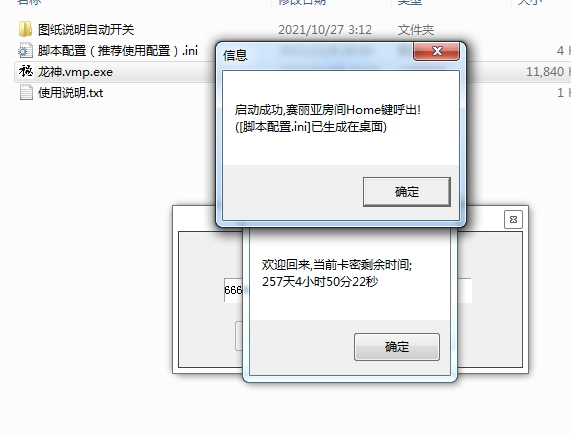 名称 修改日期 类型 大小
图纸说明自动开关 2021/10/27 3:12 文件夹
脚本配置（推荐使用配置）.ini 4 K
龙神.vmp.exe 11,840 K
使用说明.txt 1 K
信息
启动成功,赛丽亚房间Home键呼出!
([脚本配置.ini]已生成在桌面)
确定
欢迎回来,当前卡密剩余时间;
257天4小时50分22秒
666
确定